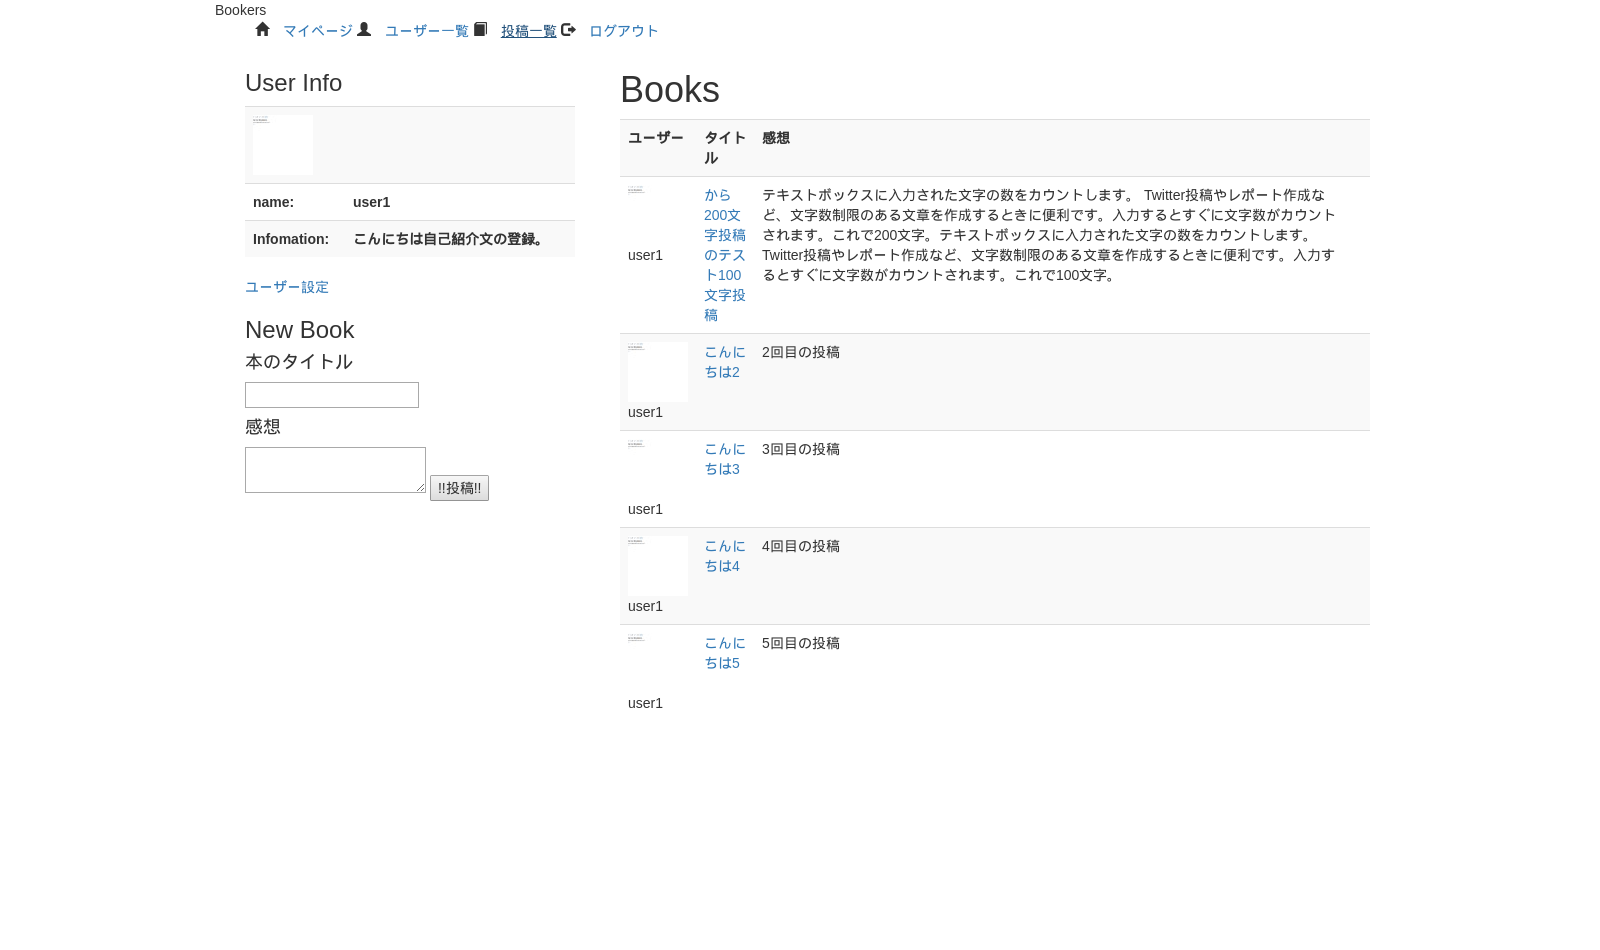 Bookers
マイページ ユーザー一覧 投稿一覧 ログアウト
User Info
name: user1
Infomation: こんにちは自己紹介文の登録。
ユーザー設定
New Book
本のタイトル
感想
!!投稿!!
Books
ユーザー タイト
ル 感想
user1
から
200文
字投稿
のテス
ト100
文字投
稿
テキストボックスに入力された文字の数をカウントします。 Twitter投稿やレポート作成な
ど、文字数制限のある文章を作成するときに便利です。入力するとすぐに文字数がカウント
されます。これで200文字。テキストボックスに入力された文字の数をカウントします。
Twitter投稿やレポート作成など、文字数制限のある文章を作成するときに便利です。入力す
るとすぐに文字数がカウントされます。これで100文字。
user1
こんに
ちは2
2回目の投稿
user1
こんに
ちは3
3回目の投稿
user1
こんに
ちは4
4回目の投稿
user1
こんに
ちは5
5回目の投稿